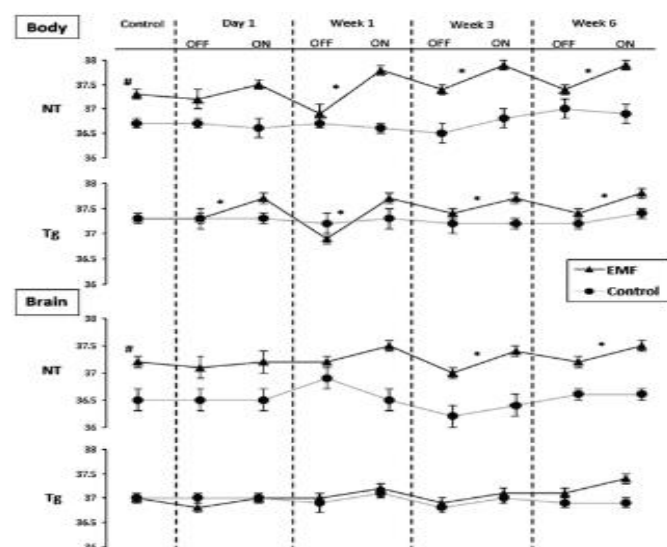 Body Control Day 1 Week 1 Week 3 Week 6
OFF ON OFF ON OFF ON OFF ON
38
37.5
# * * *
NT 37
36.5
36
38
37.5 * * * *
Tg 37
36.5
36
EMF
Control
Brain
38
37.5
# * *
NT 37
36.5
36
38
37.5
Tg 37
36.5
36